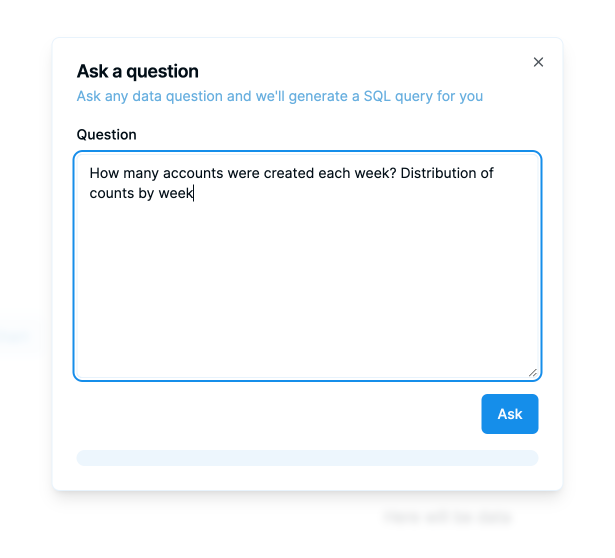 Ask a question
Ask any data question and we'll generate a SQL query for you
Question
How many accounts were created each week? Distribution of
counts by week
Ask